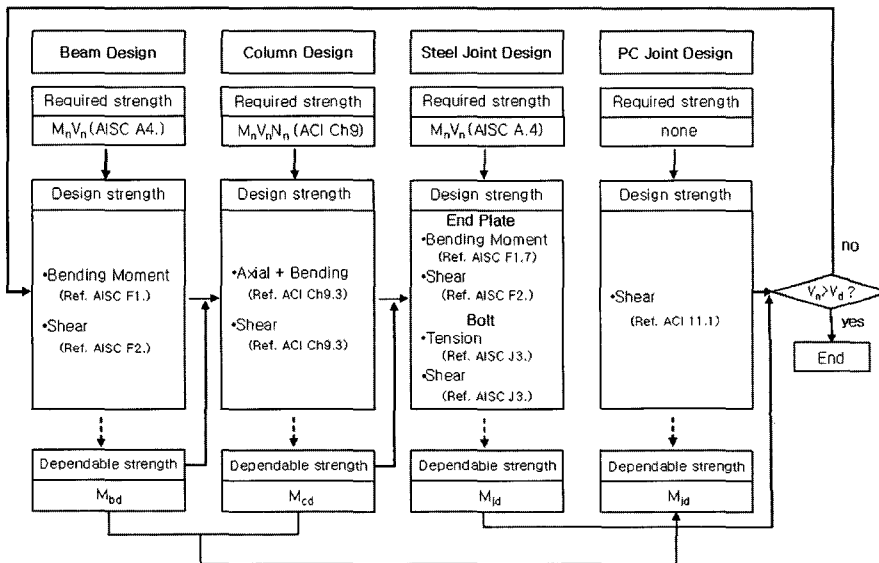 Beam Design
Column Design
Steel Joint Design
PC Joint Design
Required strength
MnVn(AISC A4.)
Required strength
MnVnNn(ACI Ch9)
Required strength
MnVn(AISC A.4)
Required strength
none
Design strength
•Bending Moment
(Ref. AISC F1.)
•Shear
(Ref. AISC F2.)
Design strength
•Axial + Bending
(Ref. ACI Ch9.3)
•Shear
(Ref. ACI Ch9.3)
Design strength
End Plate
•Bending Moment
(Ref. AISC F1.7)
•Shear
(Ref. AISC F2.)
Bolt
•Tension
(Ref. AISC J3.)
•Shear
(Ref. AISC J3.)
Design strength
•Shear
(Ref. ACI 11.1)
no
Vn>Vd ?
yes
End
Dependable strength
Mbd
Dependable strength
Mcd
Dependable strength
Mjd
Dependable strength
Mjd